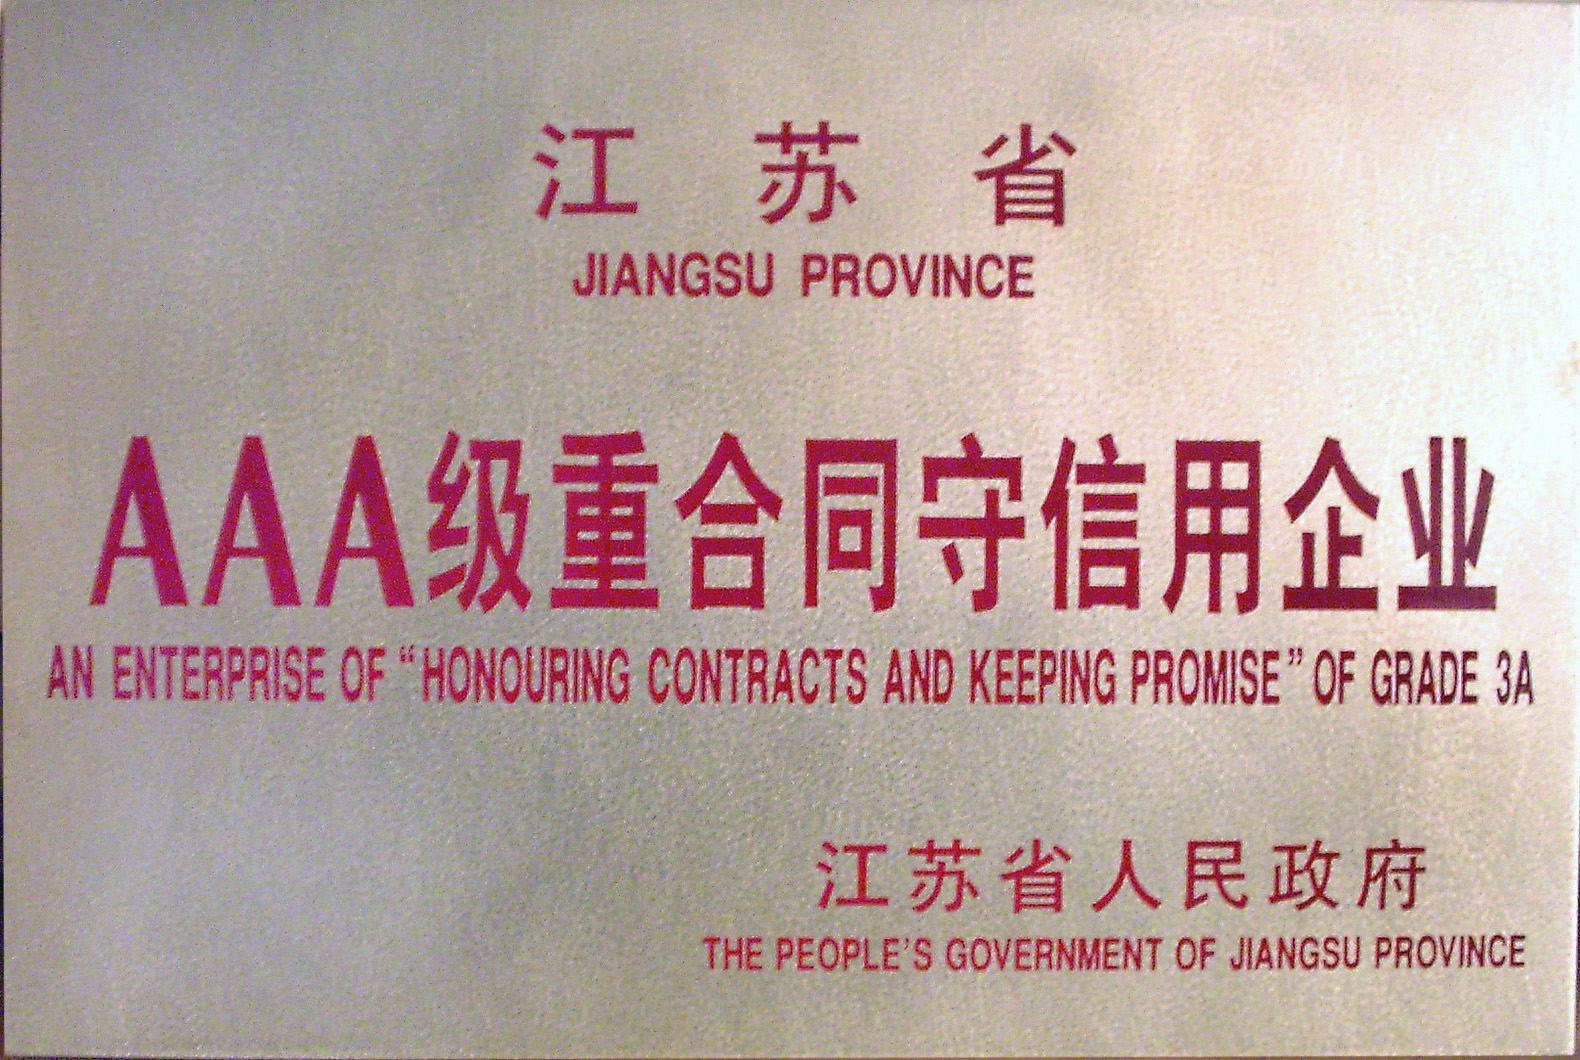 江苏省
JIANGSU PROVINCE
AAA级重合同守信用企业
AN ENTERPRISE OF “HONOURING CONTRACTS AND KEEPING PROMISE” OF GRADE 3A
江苏省人民政府
THE PEOPLE'S GOVERNMENT OF JIANGSU PROVINCE